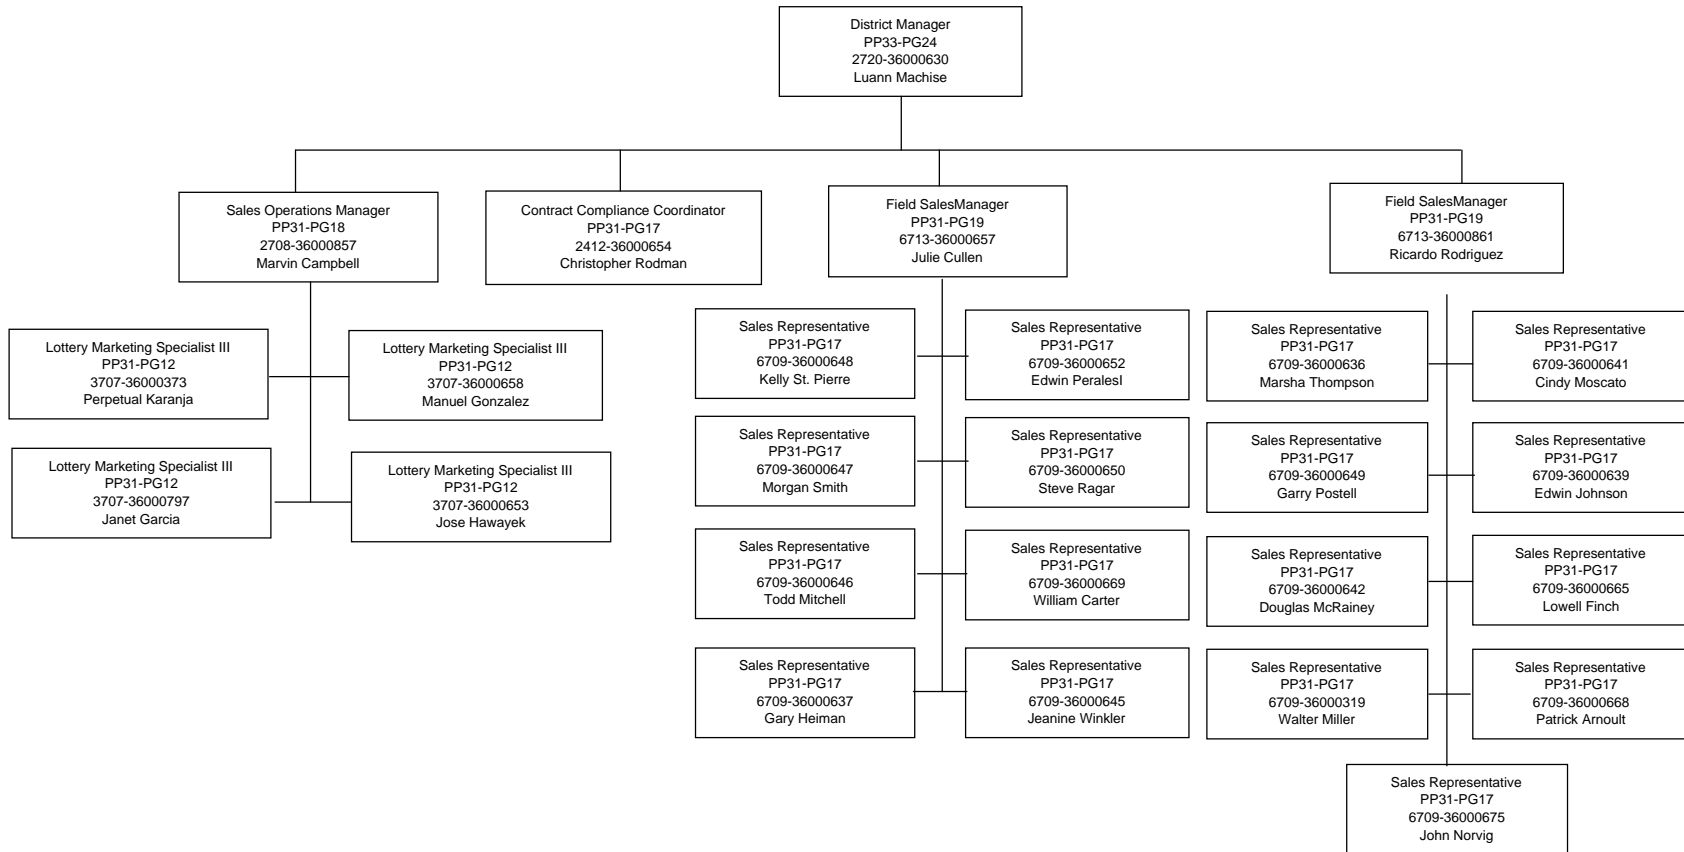 District Manager
PP33-PG24
2720-36000630
Luann Machise
Sales Operations Manager
PP31-PG18
2708-36000857
Marvin Campbell
Contract Compliance Coordinator
PP31-PG17
2412-36000654
Christopher Rodman
Field SalesManager
PP31-PG19
6713-36000657
Julie Cullen
Field SalesManager
PP31-PG19
6713-36000861
Ricardo Rodriguez
Lottery Marketing Specialist III
PP31-PG12
3707-36000373
Perpetual Karanja
Lottery Marketing Specialist III
PP31-PG12
3707-36000658
Manuel Gonzalez
Lottery Marketing Specialist III
PP31-PG12
3707-36000797
Janet Garcia
Lottery Marketing Specialist III
PP31-PG12
3707-36000653
Jose Hawayek
Sales Representative
PP31-PG17
6709-36000648
Kelly St. Pierre
Sales Representative
PP31-PG17
6709-36000652
Edwin Peralesl
Sales Representative
PP31-PG17
6709-36000647
Morgan Smith
Sales Representative
PP31-PG17
6709-36000650
Steve Ragar
Sales Representative
PP31-PG17
6709-36000646
Todd Mitchell
Sales Representative
PP31-PG17
6709-36000669
William Carter
Sales Representative
PP31-PG17
6709-36000637
Gary Heiman
Sales Representative
PP31-PG17
6709-36000645
Jeanine Winkler
Sales Representative
PP31-PG17
6709-36000636
Marsha Thompson
Sales Representative
PP31-PG17
6709-36000641
Cindy Moscato
Sales Representative
PP31-PG17
6709-36000649
Garry Postell
Sales Representative
PP31-PG17
6709-36000639
Edwin Johnson
Sales Representative
PP31-PG17
6709-36000642
Douglas McRainey
Sales Representative
PP31-PG17
6709-36000665
Lowell Finch
Sales Representative
PP31-PG17
6709-36000319
Walter Miller
Sales Representative
PP31-PG17
6709-36000668
Patrick Arnoult
Sales Representative
PP31-PG17
6709-36000675
John Norvig